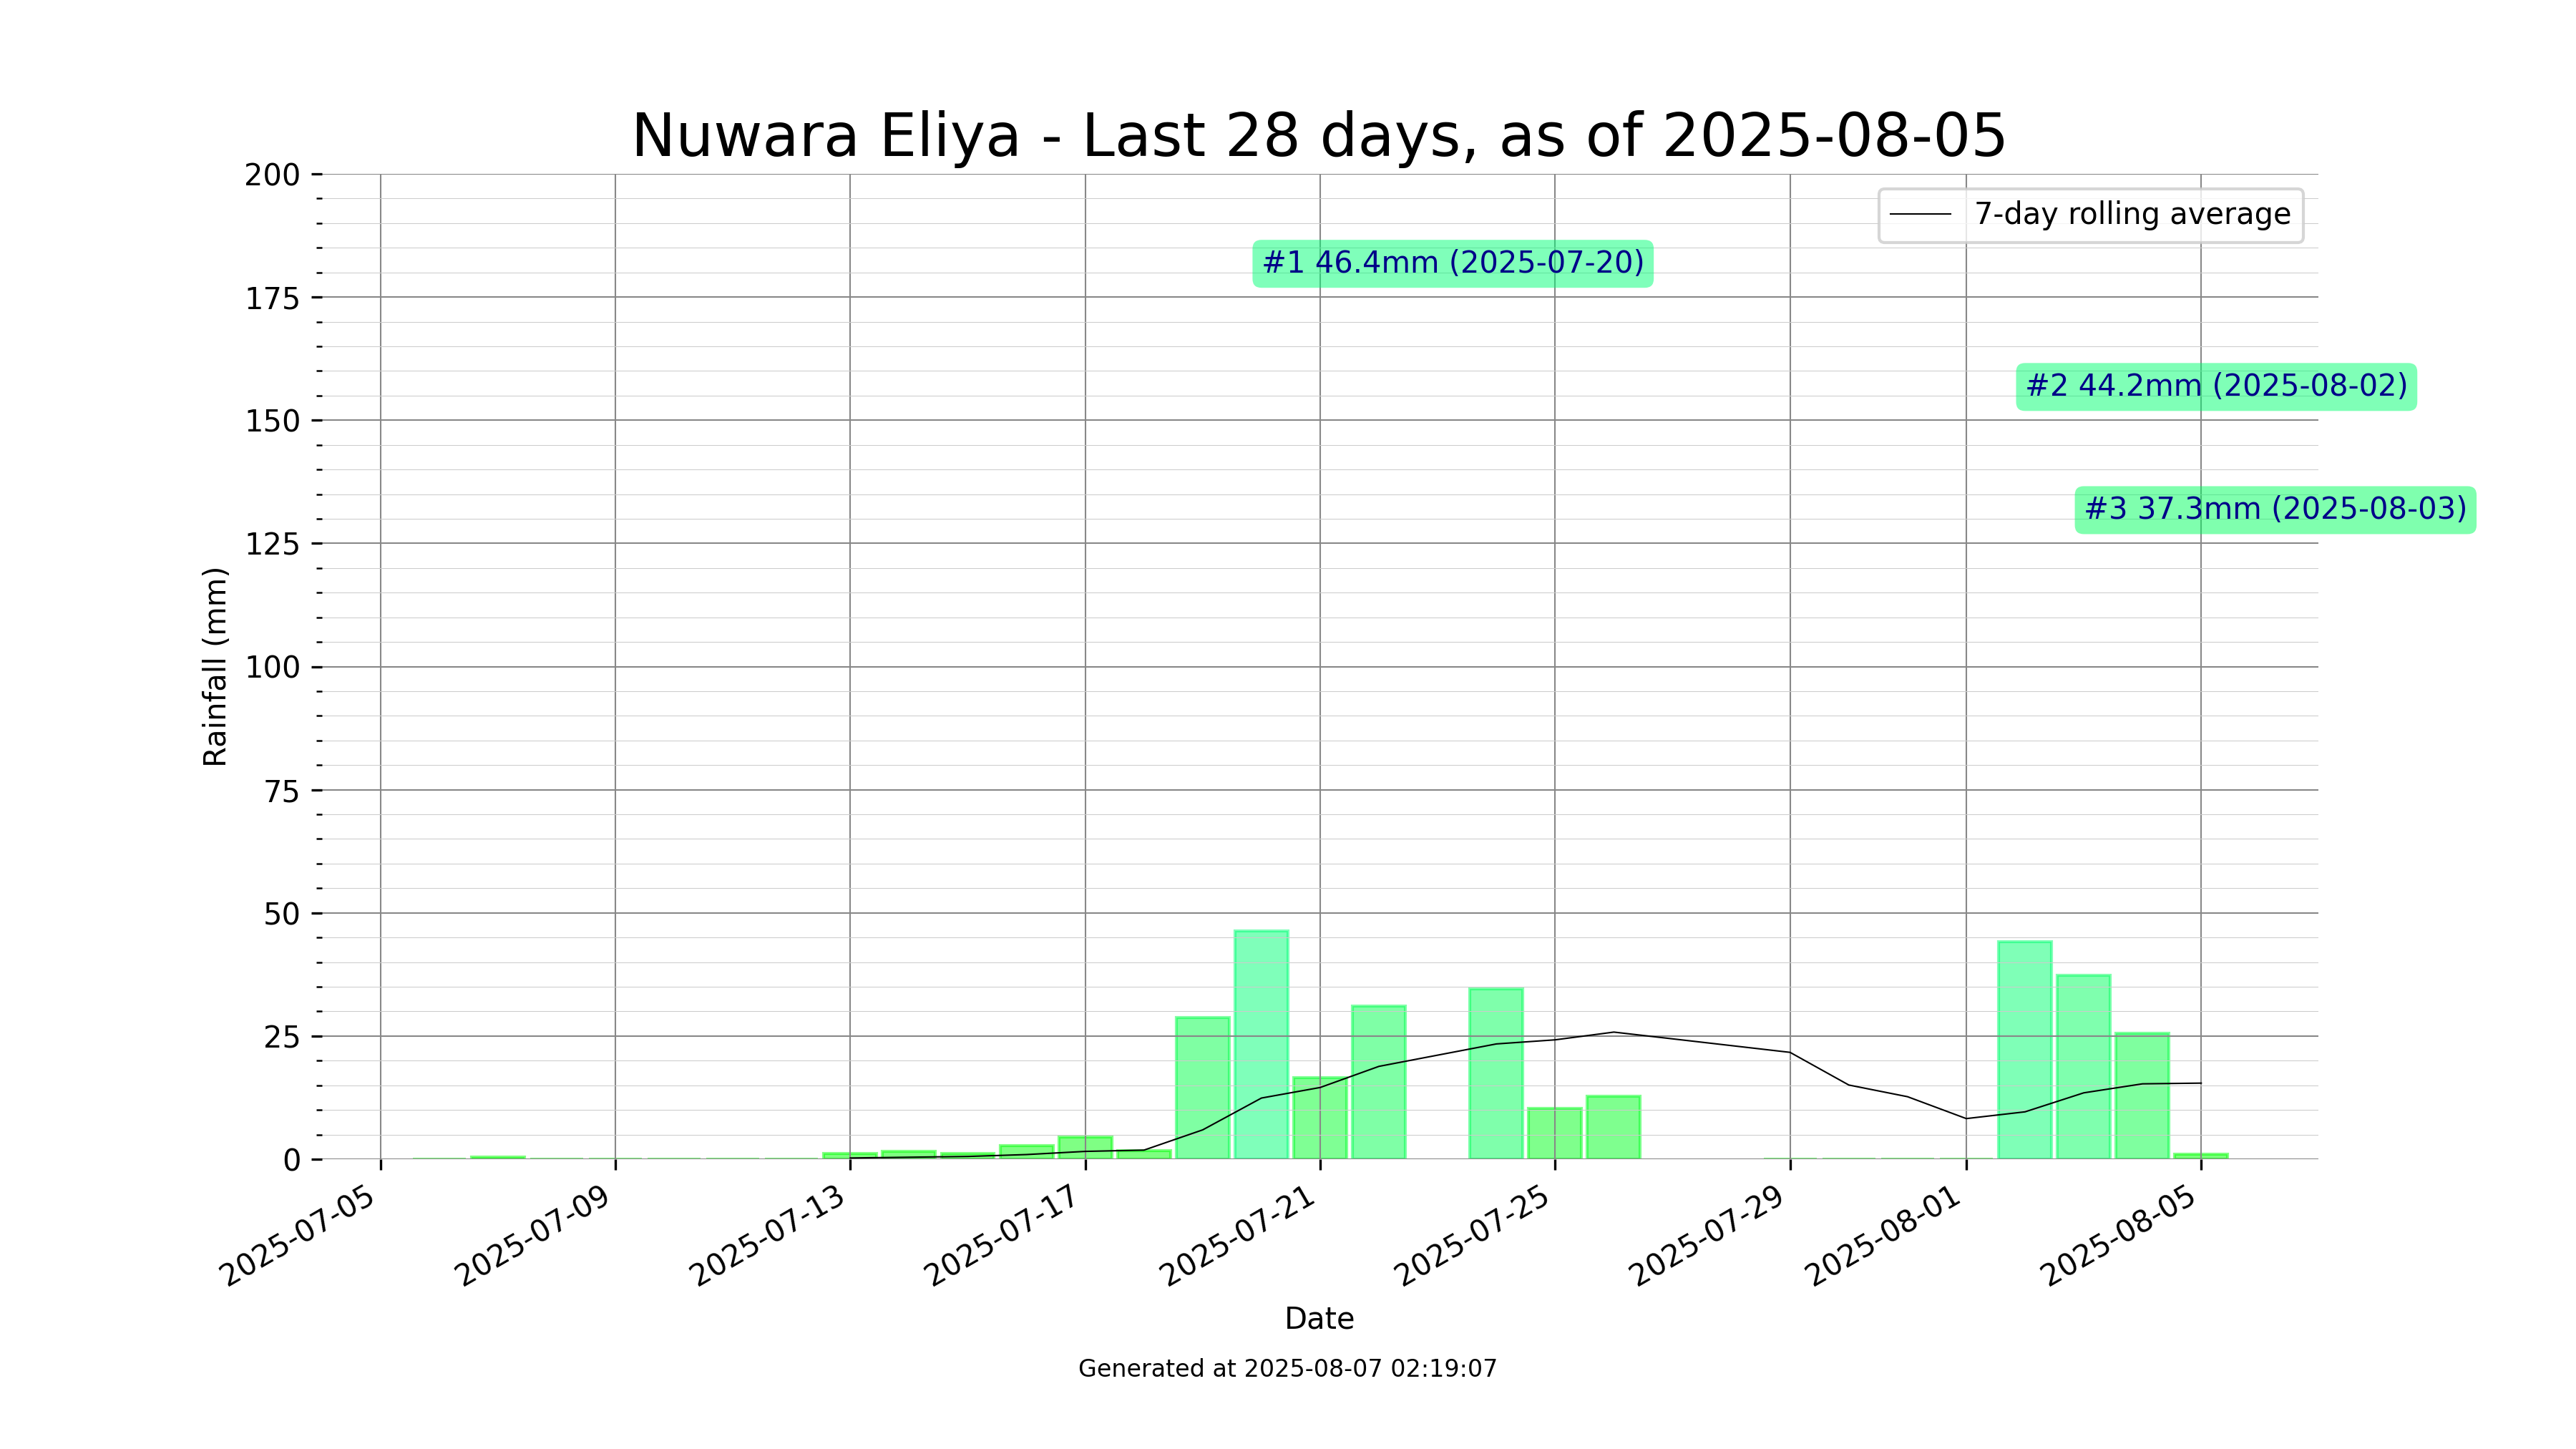 Nuwara Eliya - Last 28 days, as of 2025-08-05
7-day rolling average
#1 46.4mm (2025-07-20)
#2 44.2mm (2025-08-02)
#3 37.3mm (2025-08-03)
Rainfall (mm)
200
175
150
125
100
75
50
25
0
2025-07-05
2025-07-09
2025-07-13
2025-07-17
2025-07-21
2025-07-25
2025-07-29
2025-08-01
2025-08-05
Date
Generated at 2025-08-07 02:19:07